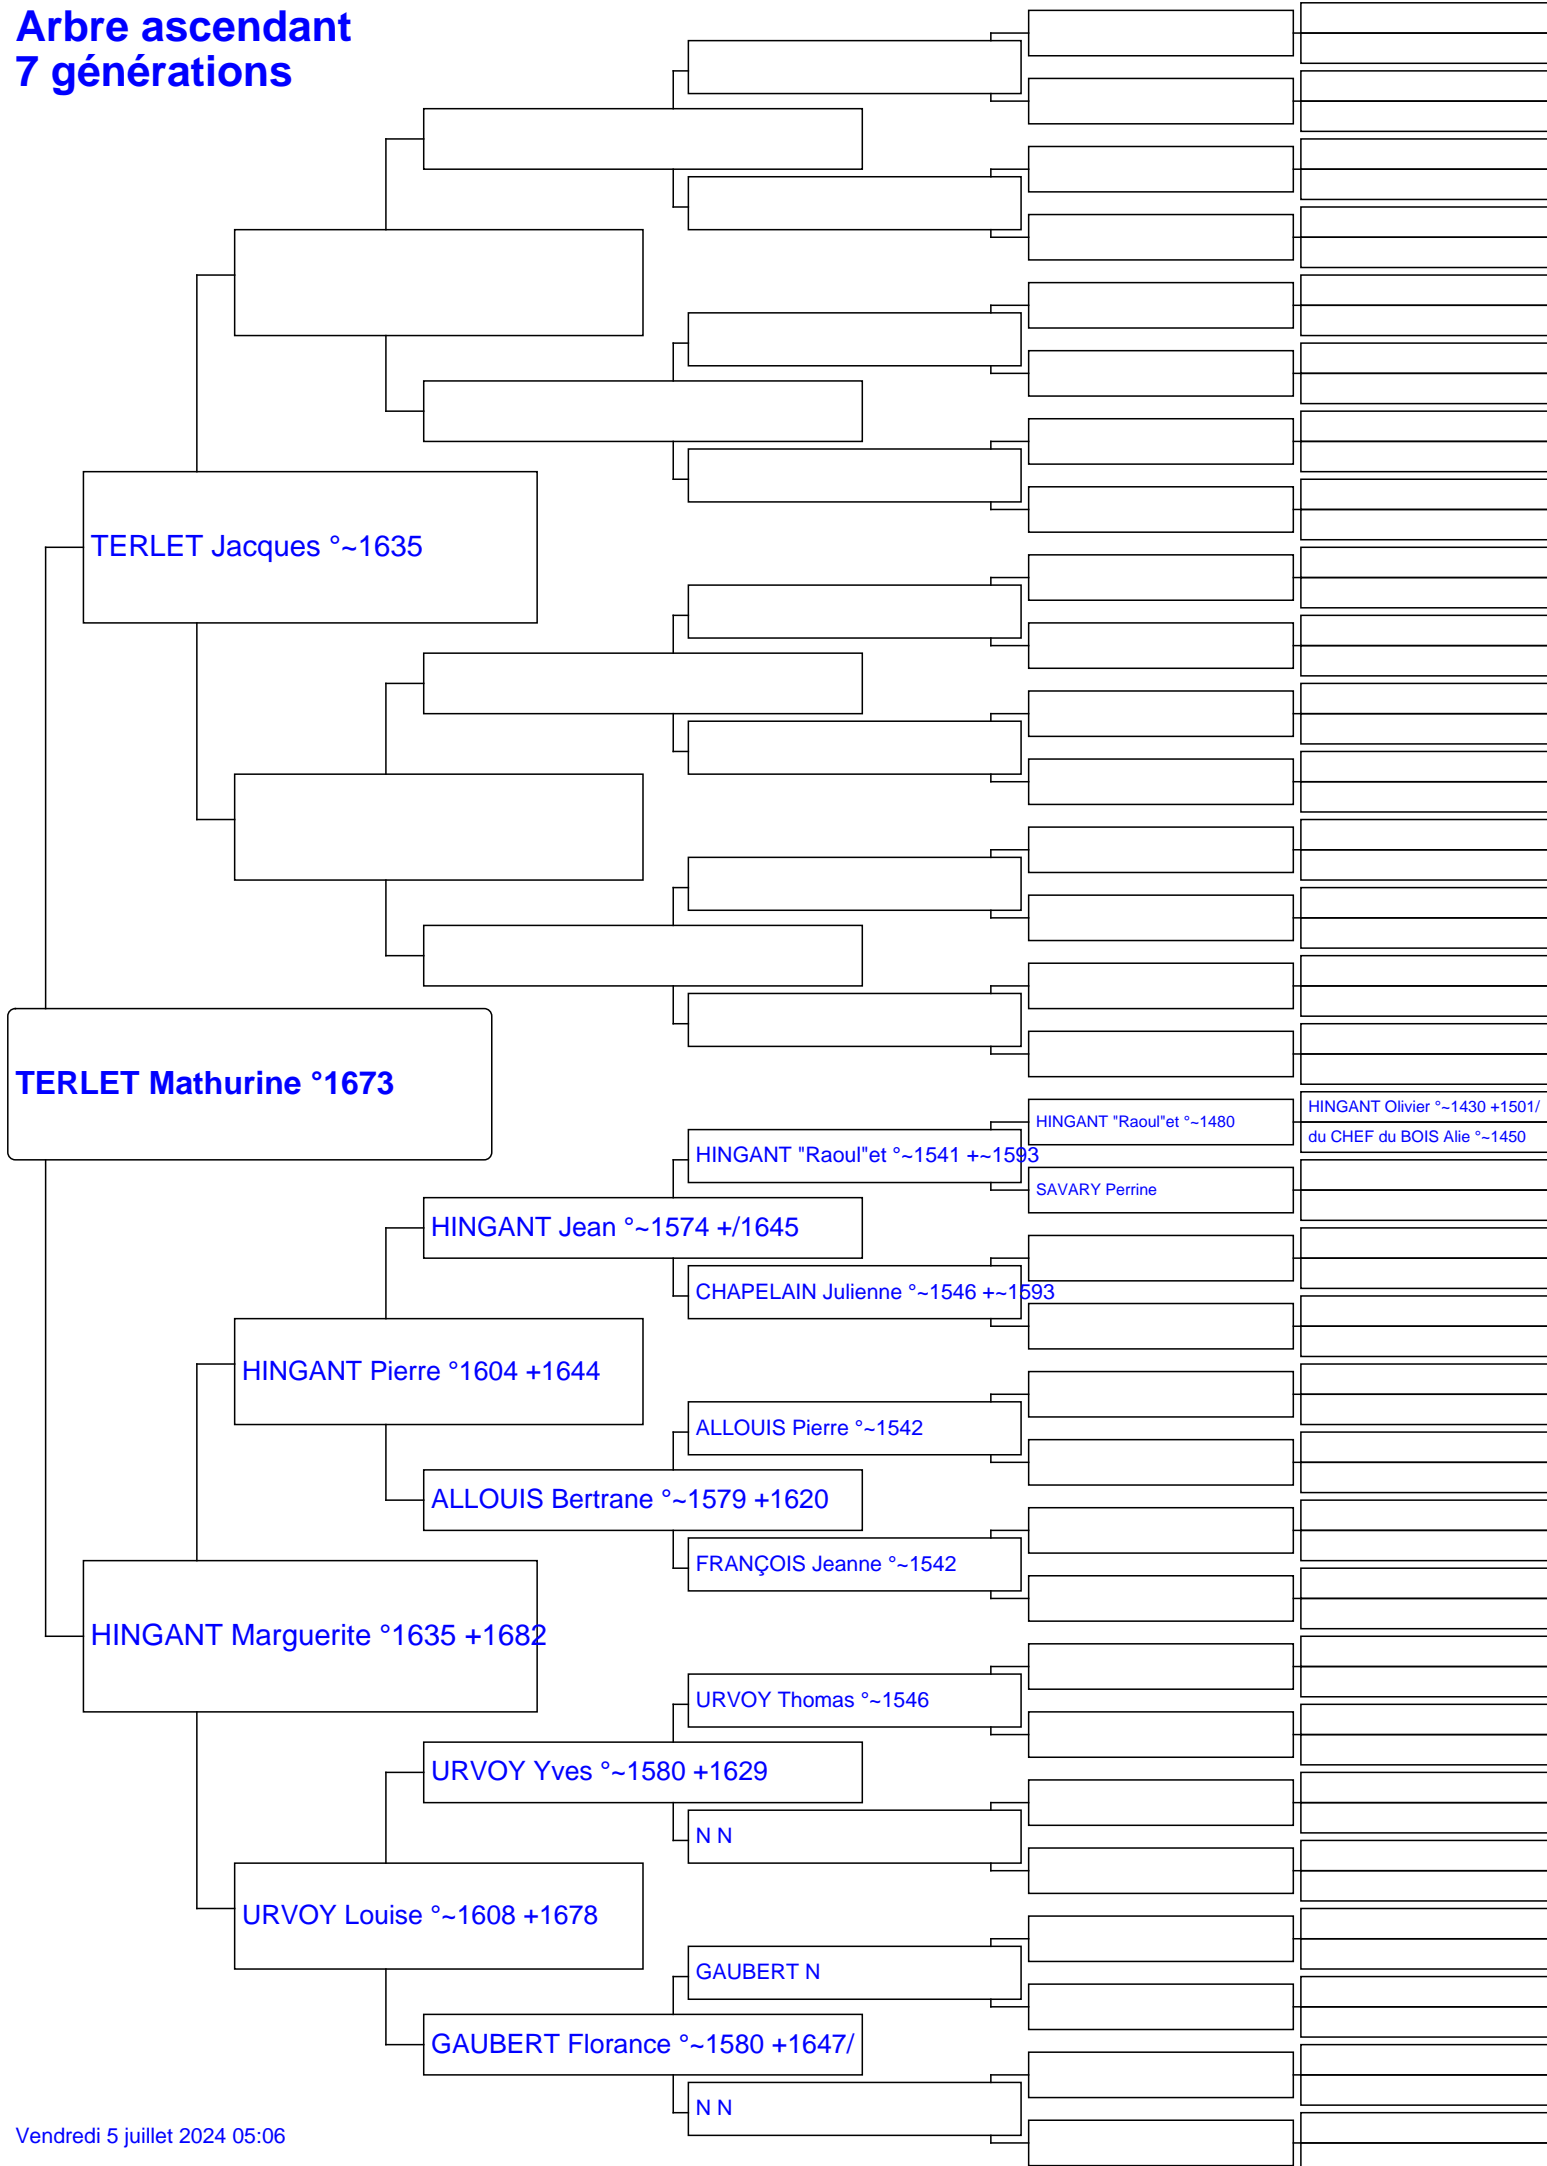 Arbre ascendant
7 générations
TERLET Jacques °~1635
TERLET Mathurine °1673
HINGANT "Raoul"et °~1480
HINGANT Olivier °~1430 +1501/
du CHEF du BOIS Alie °~1450
HINGANT "Raoul"et °~1541 +~1593
SAVARY Perrine
HINGANT Jean °~1574 +/1645
CHAPELAIN Julienne °~1546 +~1593
HINGANT Pierre °1604 +1644
ALLOUIS Pierre °~1542
ALLOUIS Bertrane °~1579 +1620
FRANÇOIS Jeanne °~1542
HINGANT Marguerite °1635 +1682
URVOY Thomas °~1546
URVOY Yves °~1580 +1629
N N
URVOY Louise °~1608 +1678
GAUBERT N
GAUBERT Florance °~1580 +1647/
N N
Vendredi 5 juillet 2024 05:06